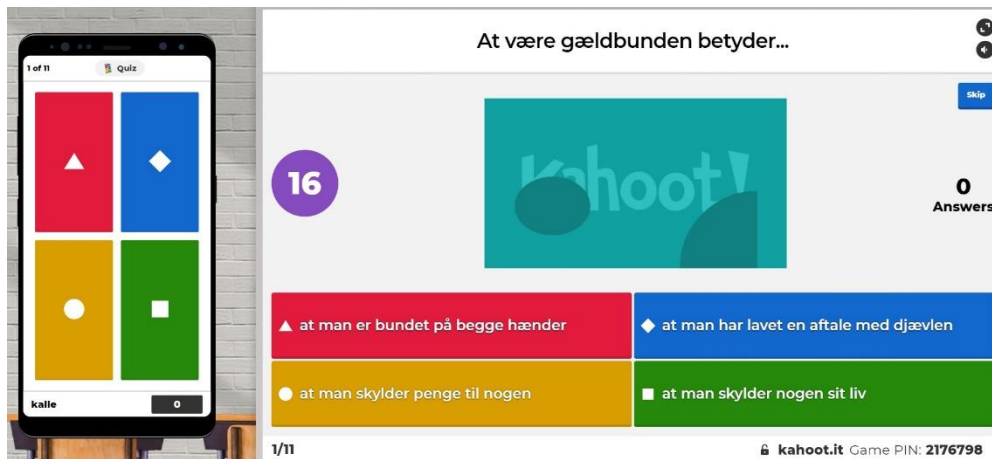 1 of 11
Quiz
kalle
0
At være gældbunden betyder...
Skip
16
Kahoot!
0
Answers
at man er bundet på begge hænder
at man har lavet en aftale med djævlen
at man skylder penge til nogen
at man skylder nogen sit liv
1/11
kahoot.it Game PIN: 2176798